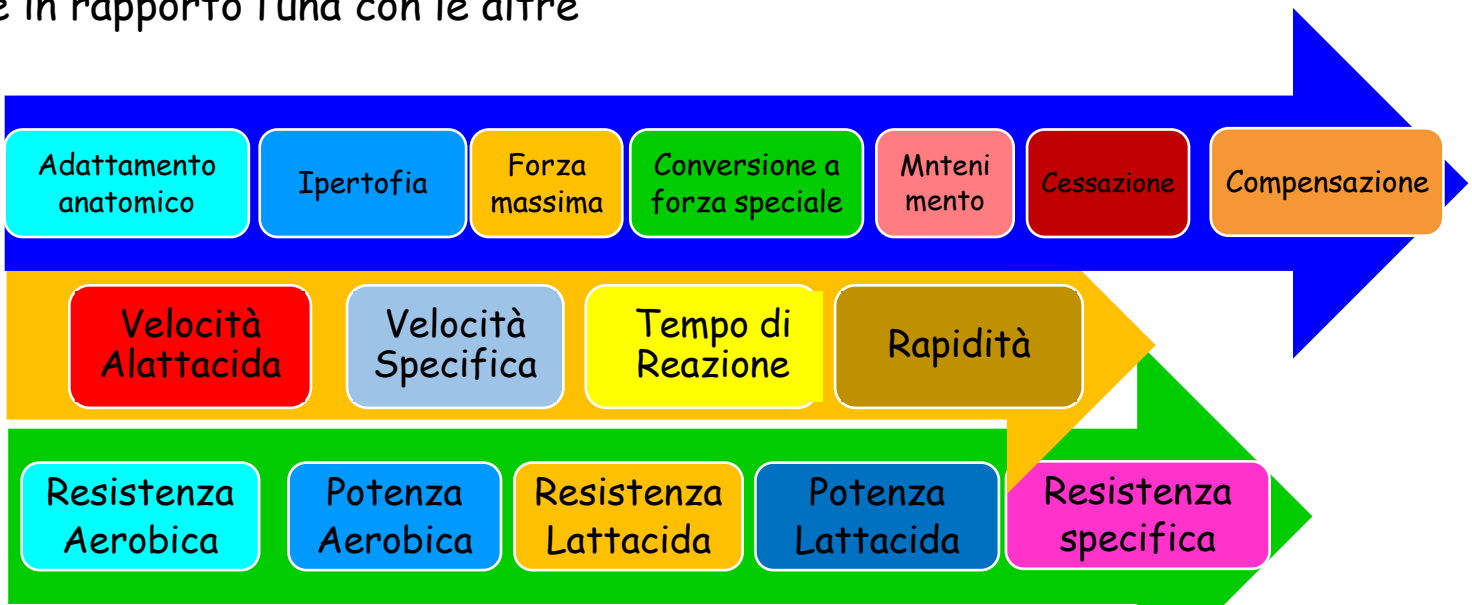 e in rapporto l'una con le altre
Adattamento
anatomico
Ipertofia
Forza
massima
Conversione a
forza speciale
Mnteni
mento
Cessazione
Compensazione
Velocità
Alattacida
Velocità
Specifica
Tempo di
Reazione
Rapidità
Resistenza
Aerobica
Potenza
Aerobica
Resistenza
Lattacida
Potenza
Lattacida
Resistenza
specifica